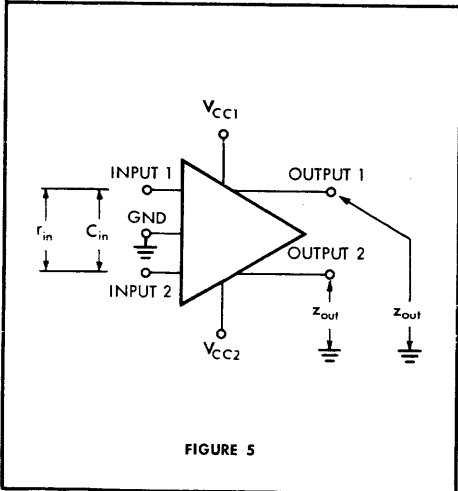 VCC1
INPUT 1
OUTPUT 1
GND
rin
Cin
OUTPUT 2
INPUT 2
zout
zout
VCC2
FIGURE 5